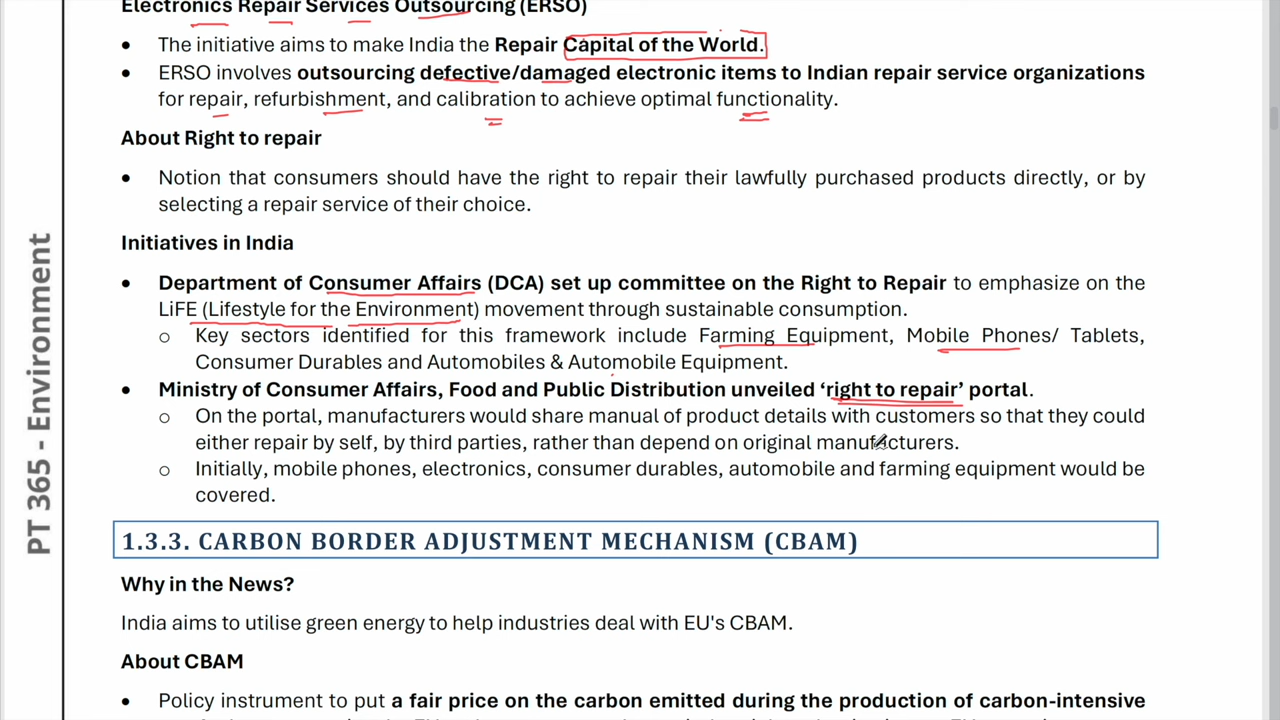 Electronics Repair Services Outsourcing (ERSO)
• The initiative aims to make India the Repair Capital of the World.
• ERSO involves outsourcing defective/damaged electronic items to Indian repair service organizations
for repair, refurbishment, and calibration to achieve optimal functionality.
About Right to repair
• Notion that consumers should have the right to repair their lawfully purchased products directly, or by
selecting a repair service of their choice.
Initiatives in India
• Department of Consumer Affairs (DCA) set up committee on the Right to Repair to emphasize on the
LiFE (Lifestyle for the Environment) movement through sustainable consumption.
o Key sectors identified for this framework include Farming Equipment, Mobile Phones/ Tablets,
Consumer Durables and Automobiles & Automobile Equipment.
• Ministry of Consumer Affairs, Food and Public Distribution unveiled ‘right to repair’ portal.
o On the portal, manufacturers would share manual of product details with customers so that they could
either repair by self, by third parties, rather than depend on original manufacturers.
o Initially, mobile phones, electronics, consumer durables, automobile and farming equipment would be
covered.
1.3.3. CARBON BORDER ADJUSTMENT MECHANISM (CBAM)
Why in the News?
India aims to utilise green energy to help industries deal with EU's CBAM.
About CBAM
• Policy instrument to put a fair price on the carbon emitted during the production of carbon-intensive
PT 365 - Environment